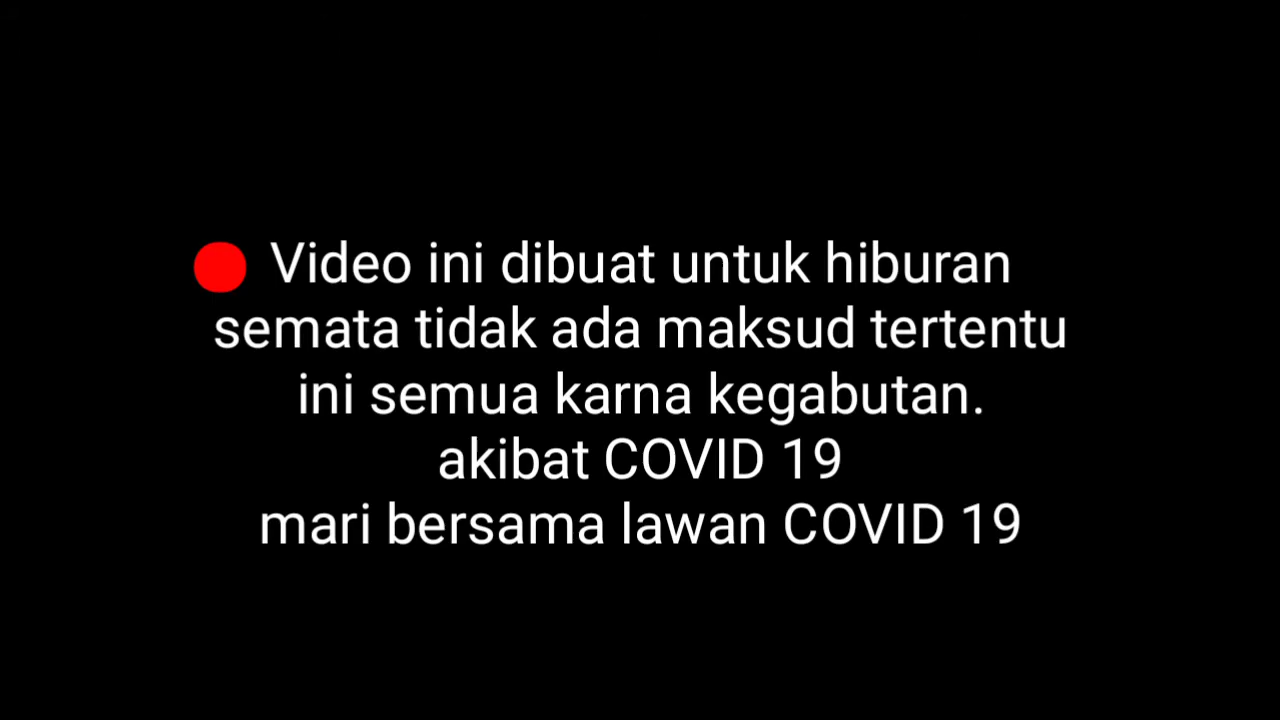 Video ini dibuat untuk hiburan
semata tidak ada maksud tertentu
ini semua karna kegabutan.
akibat COVID 19
mari bersama lawan COVID 19